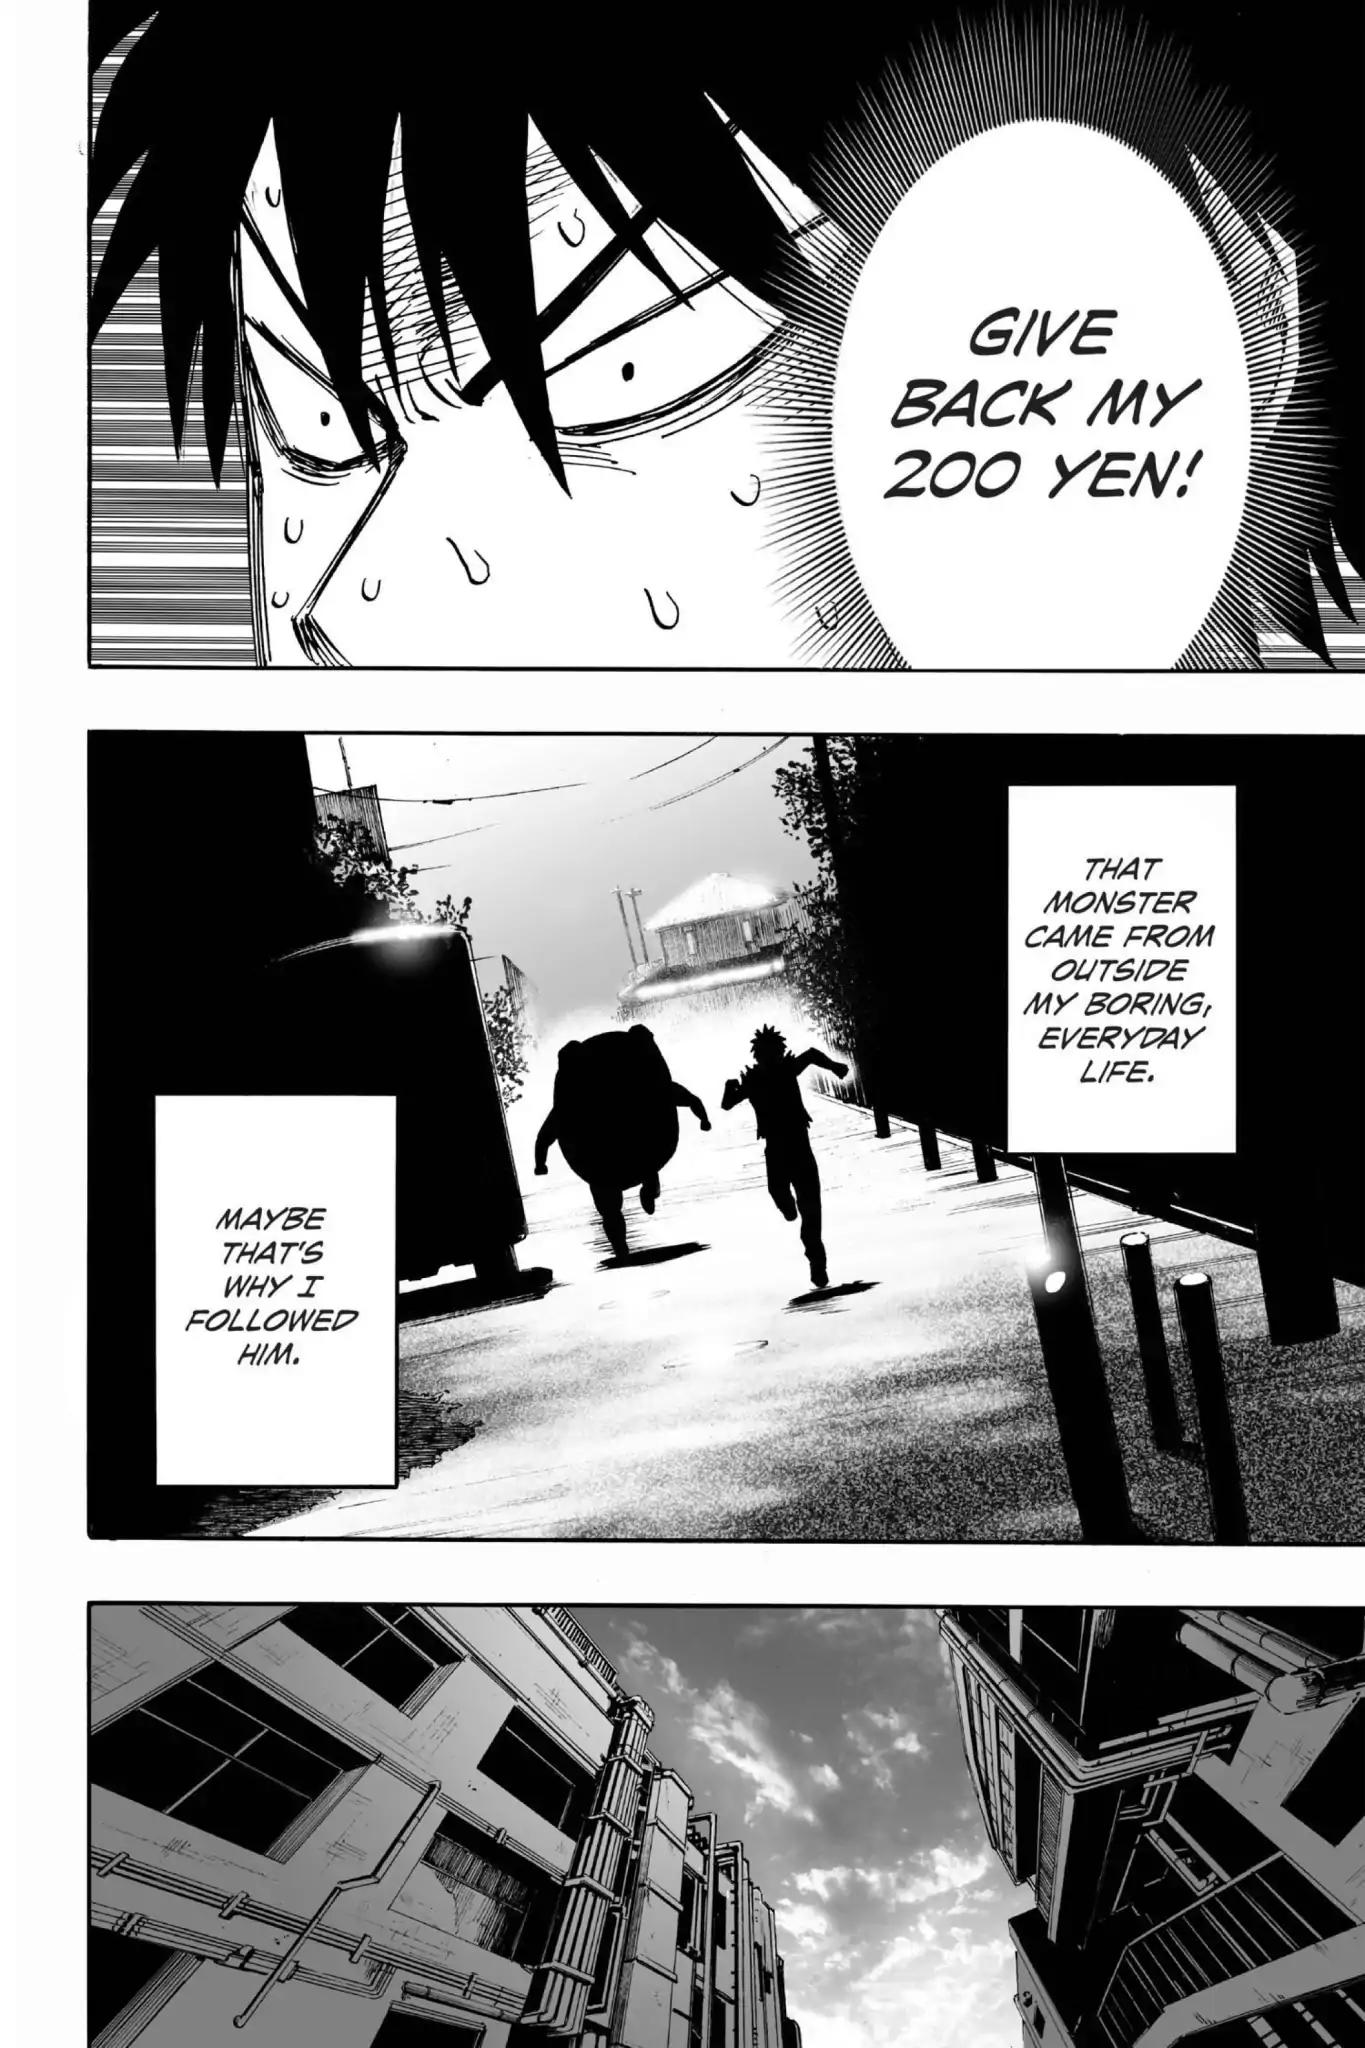 GIVE
BACK MY
200 YEN!
THAT
MONSTER
CAME FROM
OUTSIDE
MY BORING,
EVERYDAY
LIFE.
MAYBE
THAT'S
WHY I
FOLLOWED
HIM.